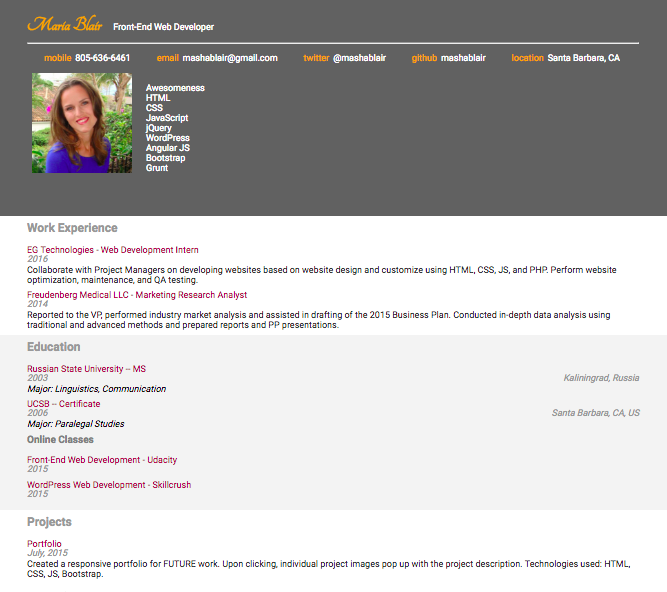 Maria Blair Front-End Web Developer
mobile 805-636-6461 email mashablair@gmail.com twitter @mashablair github mashablair location Santa Barbara, CA
Awesomeness
HTML
CSS
JavaScript
jQuery
WordPress
Angular JS
Bootstrap
Grunt
Work Experience
EG Technologies - Web Development Intern
2016
Collaborate with Project Managers on developing websites based on website design and customize using HTML, CSS, JS, and PHP. Perform website
optimization, maintenance, and QA testing.
Freudenberg Medical LLC - Marketing Research Analyst
2014
Reported to the VP, performed industry market analysis and assisted in drafting of the 2015 Business Plan. Conducted in-depth data analysis using
traditional and advanced methods and prepared reports and PP presentations.
Education
Russian State University -- MS
2003 Kaliningrad, Russia
Major: Linguistics, Communication
UCSB -- Certificate
2006 Santa Barbara, CA, US
Major: Paralegal Studies
Online Classes
Front-End Web Development - Udacity
2015
WordPress Web Development - Skillcrush
2015
Projects
Portfolio
July, 2015
Created a responsive portfolio for FUTURE work. Upon clicking, individual project images pop up with the project description. Technologies used: HTML,
CSS, JS, Bootstrap.